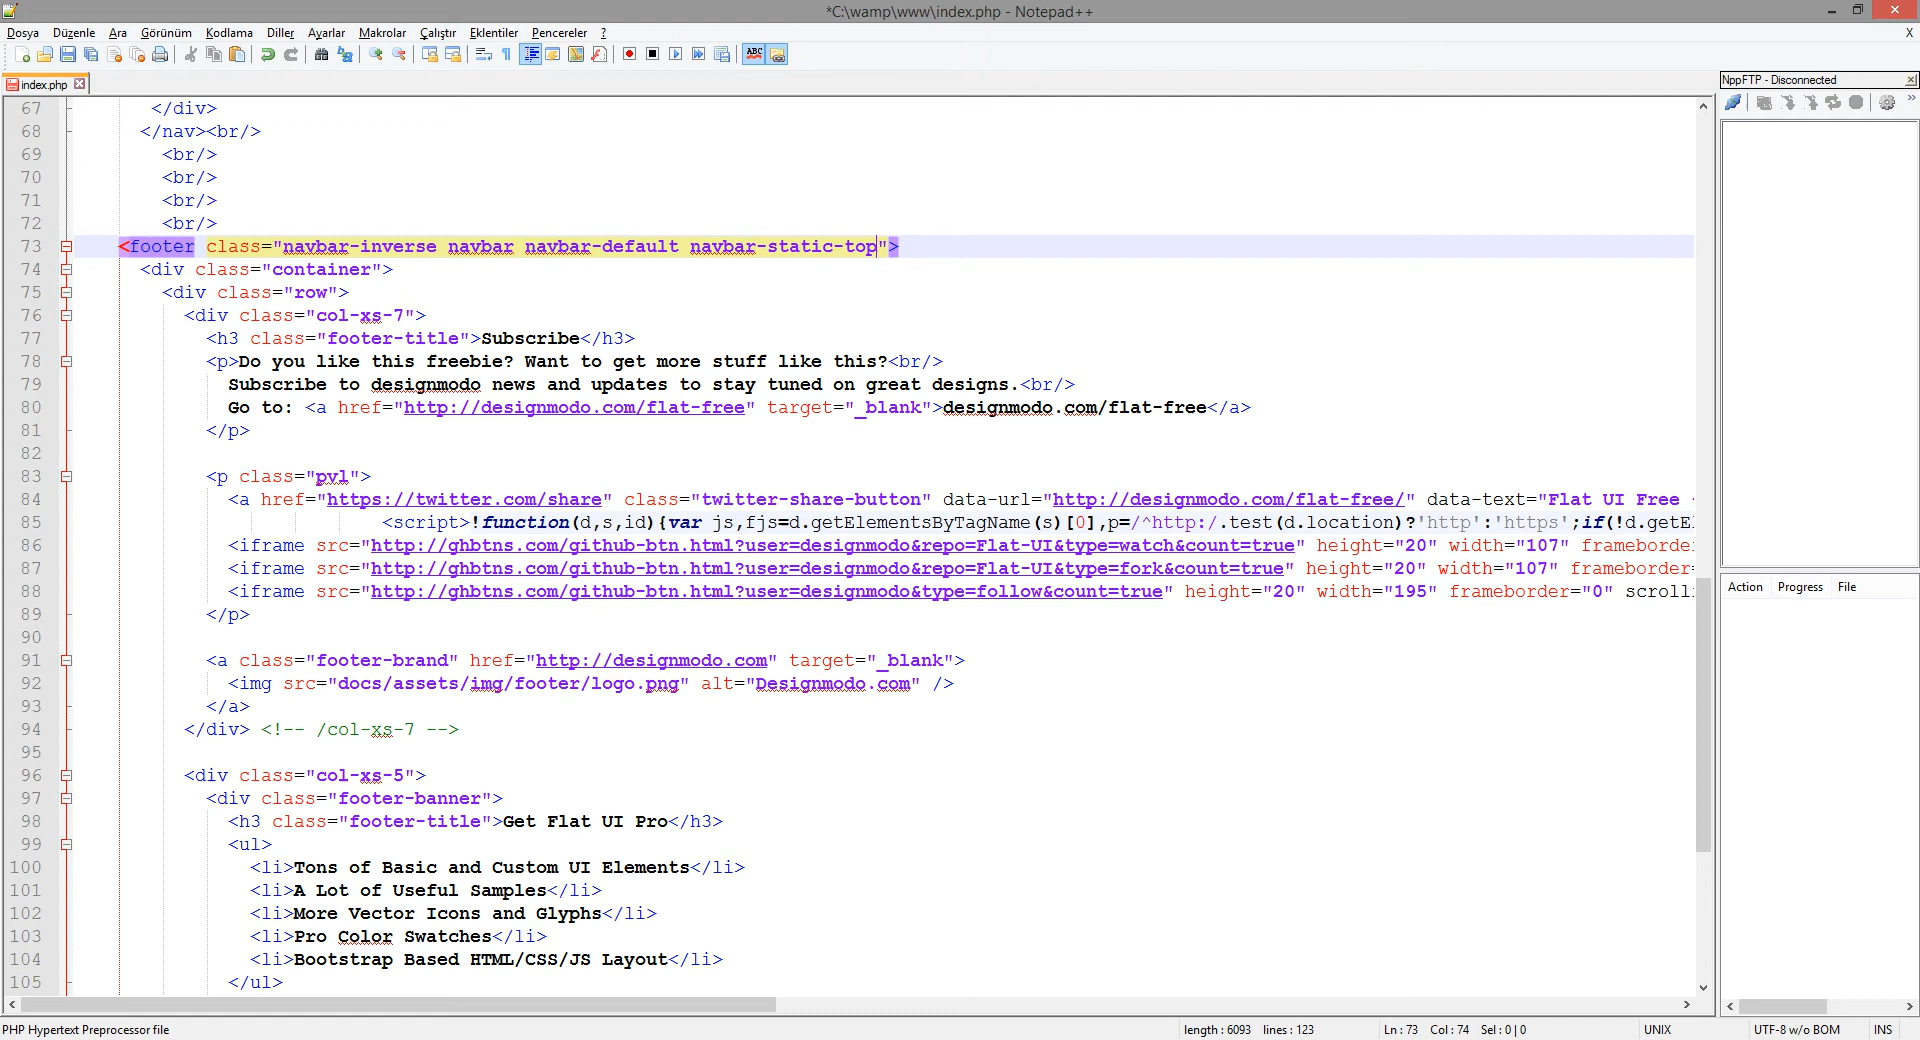 *C:\wamp\www\index.php - Notepad++
Dosya Düzenle Ara Görünüm Kodlama Diller Ayarlar Makrolar Çalıştır Eklentiler Pencereler ? X
ABC
index.php
NppFTP - Disconnected
67 </div>
68 </nav><br/>
69 <br/>
70 <br/>
71 <br/>
72 <br/>
73 <footer class="navbar-inverse navbar navbar-default navbar-static-top">
74 <div class="container">
75 <div class="row">
76 <div class="col-xs-7">
77 <h3 class="footer-title">Subscribe</h3>
78 <p>Do you like this freebie? Want to get more stuff like this?<br/>
79 Subscribe to designmodo news and updates to stay tuned on great designs.<br/>
80 Go to: <a href="http://designmodo.com/flat-free" target="_blank">designmodo.com/flat-free</a>
81 </p>
82
83 <p class="pvl">
84 <a href="https://twitter.com/share" class="twitter-share-button" data-url="http://designmodo.com/flat-free/" data-text="Flat UI Free
85 <script>!function(d,s,id){var js,fjs=d.getElementsByTagName(s)[0],p=/^http:/.test(d.location)?'http':'https';if(!d.getE
86 <iframe src="http://ghbtns.com/github-btn.html?user=designmodo&repo=Flat-UI&type=watch&count=true" height="20" width="107" frameborder
87 <iframe src="http://ghbtns.com/github-btn.html?user=designmodo&repo=Flat-UI&type=fork&count=true" height="20" width="107" frameborder=
88 <iframe src="http://ghbtns.com/github-btn.html?user=designmodo&type=follow&count=true" height="20" width="195" frameborder="0" scroll
89 </p>
90
91 <a class="footer-brand" href="http://designmodo.com" target="_blank">
92 <img src="docs/assets/img/footer/logo.png" alt="Designmodo.com" />
93 </a>
94 </div> <!-- /col-xs-7 -->
95
96 <div class="col-xs-5">
97 <div class="footer-banner">
98 <h3 class="footer-title">Get Flat UI Pro</h3>
99 <ul>
100 <li>Tons of Basic and Custom UI Elements</li>
101 <li>A Lot of Useful Samples</li>
102 <li>More Vector Icons and Glyphs</li>
103 <li>Pro Color Swatches</li>
104 <li>Bootstrap Based HTML/CSS/JS Layout</li>
105 </ul>
Action Progress File
PHP Hypertext Preprocessor file length : 6093 lines : 123 Ln : 73 Col : 74 Sel : 0 | 0 UNIX UTF-8 w/o BOM INS